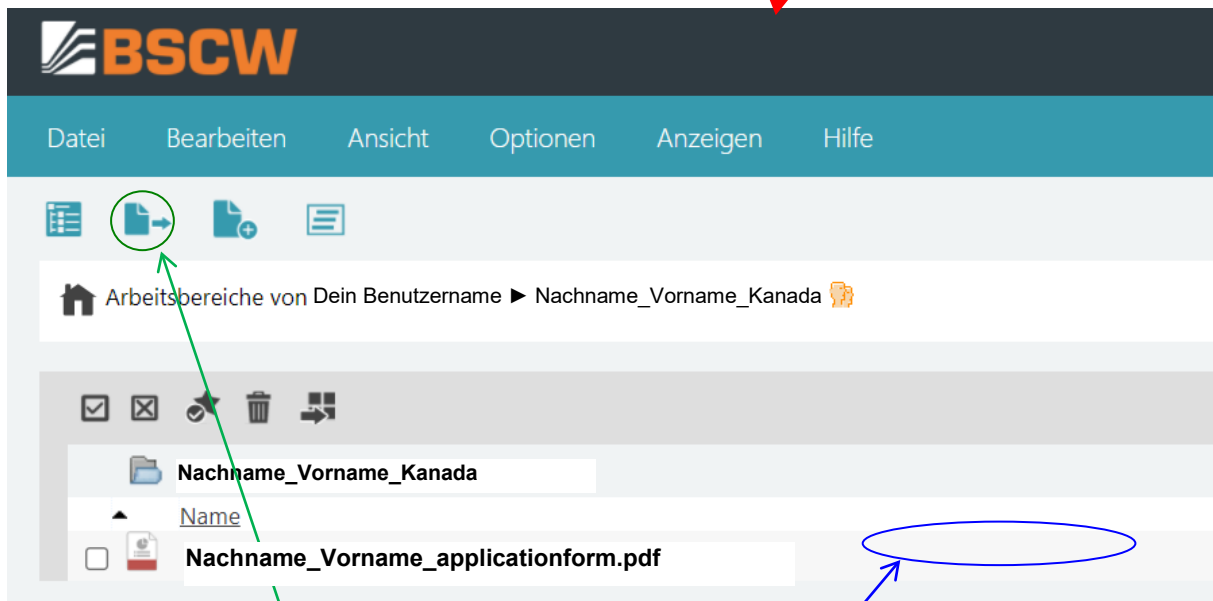 BSCW
Datei Bearbeiten Ansicht Optionen Anzeigen Hilfe
Arbeitsbereiche von Dein Benutzername ► Nachname_Vorname_Kanada
Nachname_Vorname_Kanada
Name
Nachname_Vorname_applicationform.pdf